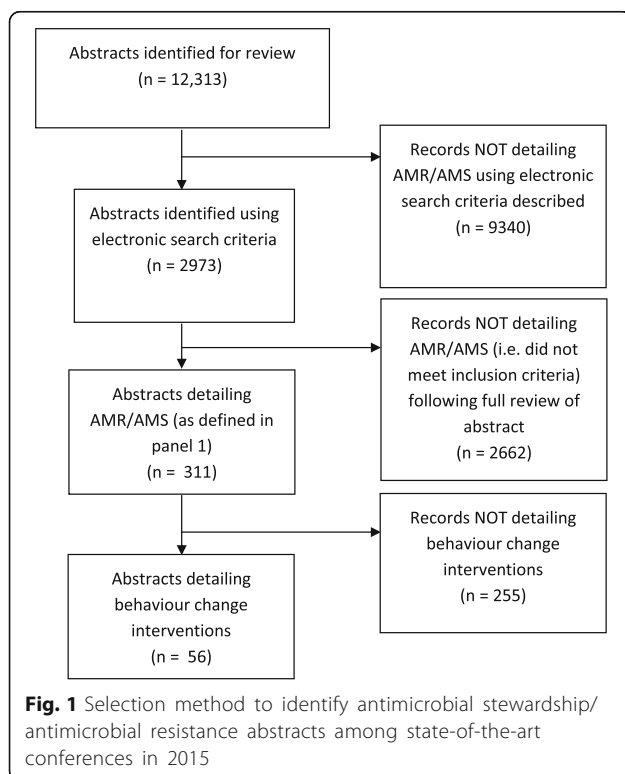 Abstracts identified for review
(n = 12,313)
Records NOT detailing
AMR/AMS using electronic
search criteria described
(n = 9340)
Abstracts identified using
electronic search criteria
(n = 2973)
Records NOT detailing
AMR/AMS (i.e. did not
meet inclusion criteria)
following full review of
abstract
(n = 2662)
Abstracts detailing
AMR/AMS (as defined in
panel 1)
(n = 311)
Records NOT detailing
behaviour change
interventions
(n = 255)
Abstracts detailing
behaviour change
interventions
(n = 56)
Fig. 1 Selection method to identify antimicrobial stewardship/
antimicrobial resistance abstracts among state-of-the-art
conferences in 2015